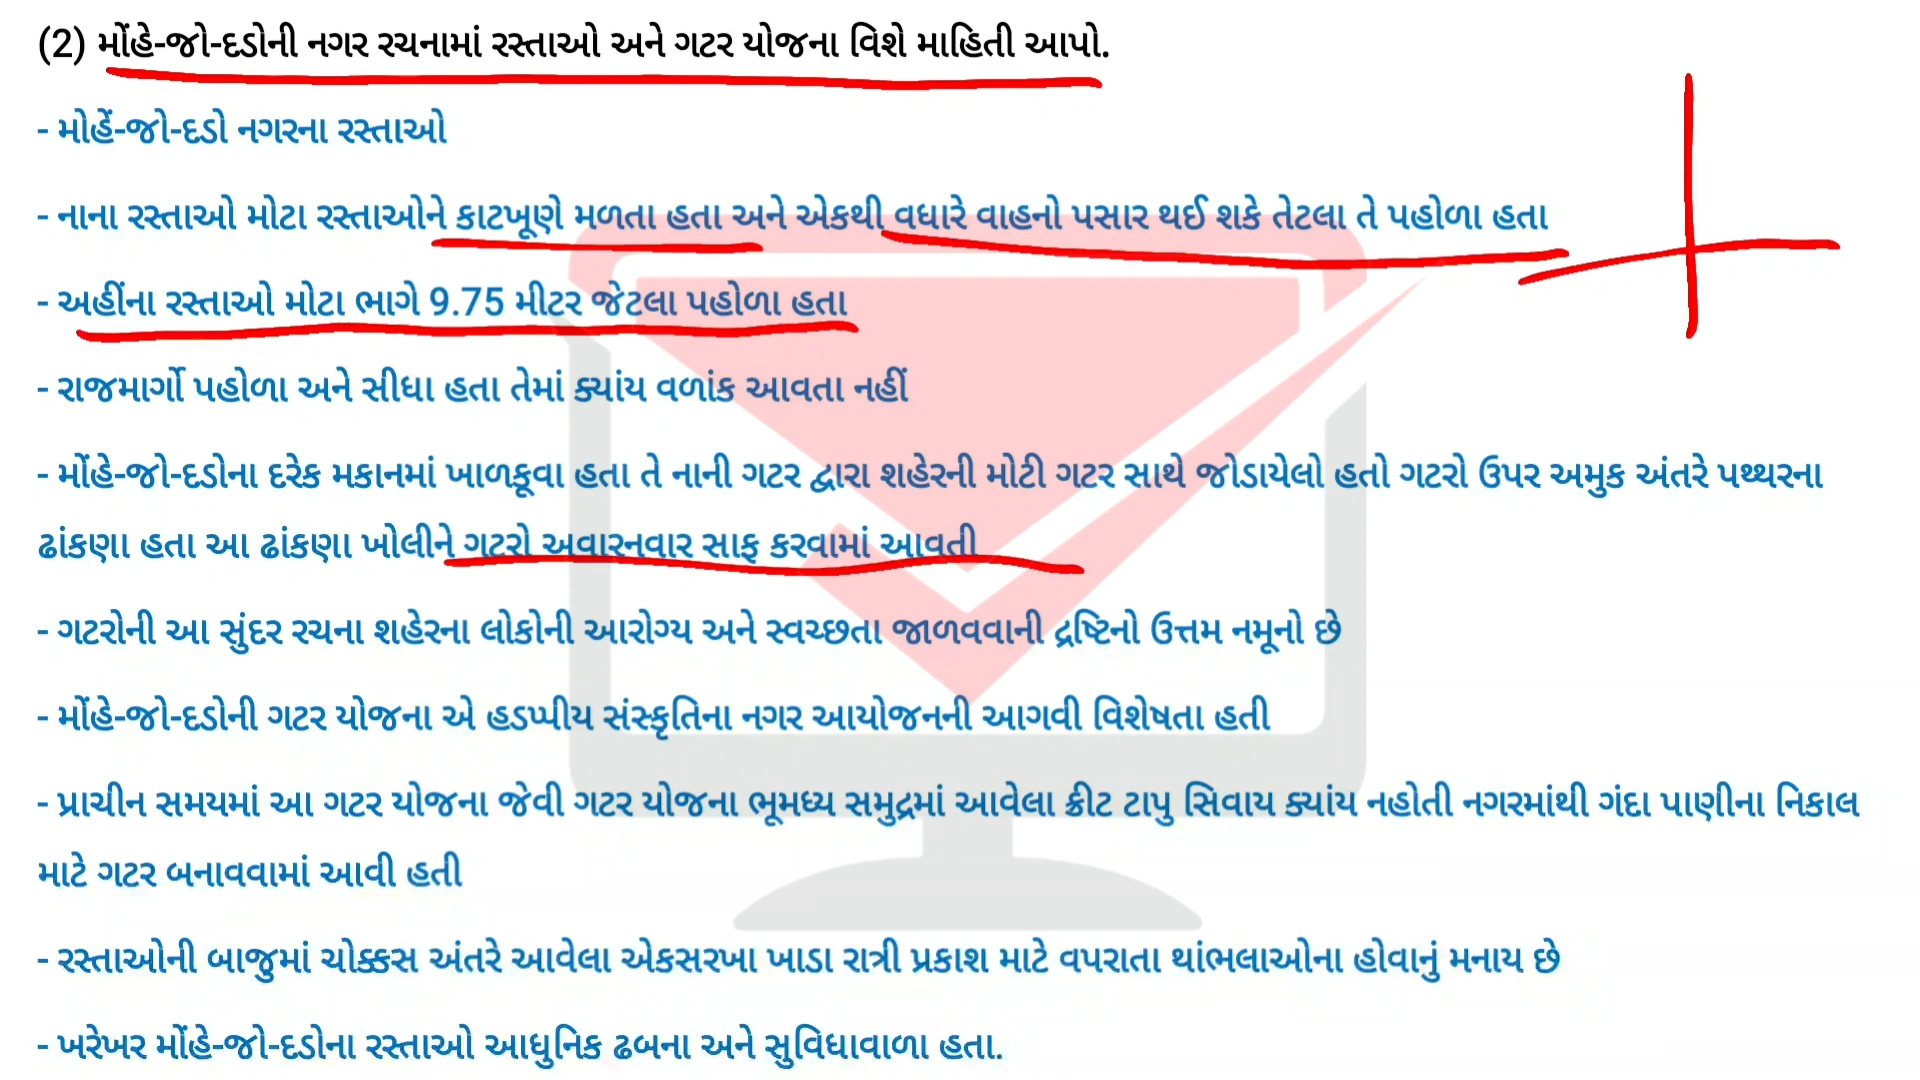 (2) મોંહે-જો-દડોની નગર રચનામાં રસ્તાઓ અને ગટર યોજના વિશે માહિતી આપો.
- મોહેં-જો-દડો નગરના રસ્તાઓ
- નાના રસ્તાઓ મોટા રસ્તાઓને કાટખૂણે મળતા હતા અને એકથી વધારે વાહનો પસાર થઈ શકે તેટલા તે પહોળા હતા
- અહીંના રસ્તાઓ મોટા ભાગે 9.75 મીટર જેટલા પહોળા હતા
- રાજમાર્ગો પહોળા અને સીધા હતા તેમાં ક્યાંય વળાંક આવતા નહીં
- મોંહે-જો-દડોના દરેક મકાનમાં ખાળકૂવા હતા તે નાની ગટર દ્વારા શહેરની મોટી ગટર સાથે જોડાયેલો હતો ગટરો ઉપર અમુક અંતરે પથ્થરના
ઢાંકણા હતા આ ઢાંકણા ખોલીને ગટરો અવારનવાર સાફ કરવામાં આવતી
- ગટરોની આ સુંદર રચના શહેરના લોકોની આરોગ્ય અને સ્વચ્છતા જાળવવાની દ્રષ્ટિનો ઉત્તમ નમૂનો છે
- મોંહે-જો-દડોની ગટર યોજના એ હડપ્પીય સંસ્કૃતિના નગર આયોજનની આગવી વિશેષતા હતી
- પ્રાચીન સમયમાં આ ગટર યોજના જેવી ગટર યોજના ભૂમધ્ય સમુદ્રમાં આવેલા ક્રીટ ટાપુ સિવાય ક્યાંય નહોતી નગરમાંથી ગંદા પાણીના નિકાલ
માટે ગટર બનાવવામાં આવી હતી
- રસ્તાઓની બાજુમાં ચોક્કસ અંતરે આવેલા એકસરખા ખાડા રાત્રી પ્રકાશ માટે વપરાતા થાંભલાઓના હોવાનું મનાય છે
- ખરેખર મોંહે-જો-દડોના રસ્તાઓ આધુનિક ઢબના અને સુવિધાવાળા હતા.